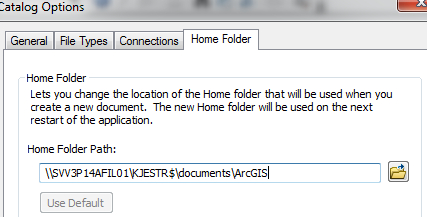 Catalog Options
General File Types Connections Home Folder
Home Folder
Lets you change the location of the Home folder that will be used when you
create a new document. The new Home folder will be used on the next
restart of the application.
Home Folder Path:
\\SVV3P14AFIL01\KJESTR$\documents\ArcGIS
Use Default